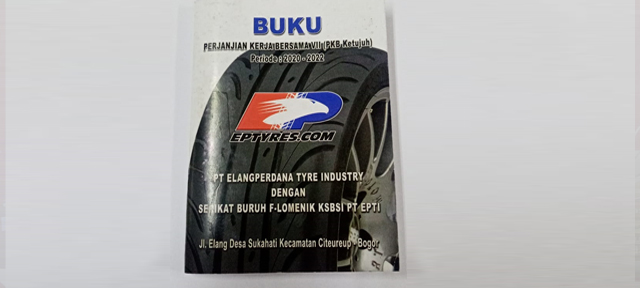 BUKU
PERJANJIAN KERJA BERSAMA VII (PKB Ketujuh)
Periode : 2020 - 2022
EP
EPTYRES.COM
PT ELANGPERDANA TYRE INDUSTRY
DENGAN
SERIKAT BURUH F-LOMENIK KSBSI PT EPTI
Jl. Elang Desa Sukahati Kecamatan Citeureup - Bogor